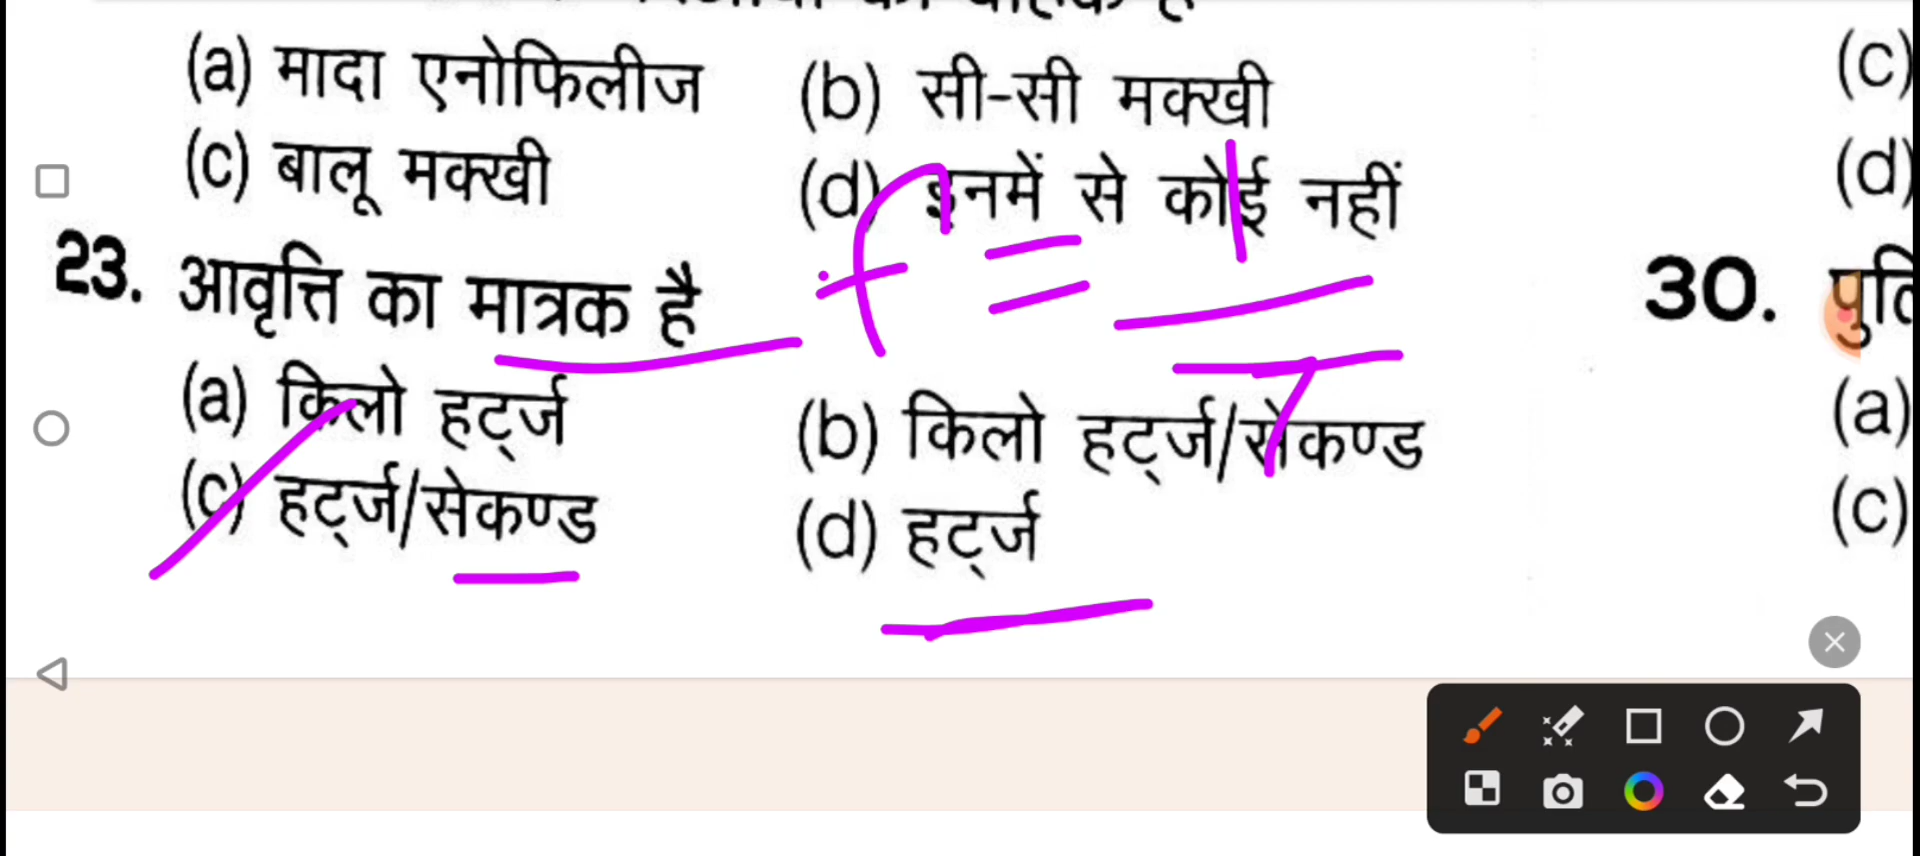 (a) मादा एनोफिलीज (b) सी-सी मक्खी
(c) बालू मक्खी (d) इनमें से कोई नहीं
23. आवृत्ति का मात्रक है
f = 1
T
(a) किलो हर्ट्ज (b) किलो हर्ट्ज/सेकण्ड
(c) हर्ट्ज/सेकण्ड (d) हर्ट्ज
(c)
(d)
30.
(a)
(c)